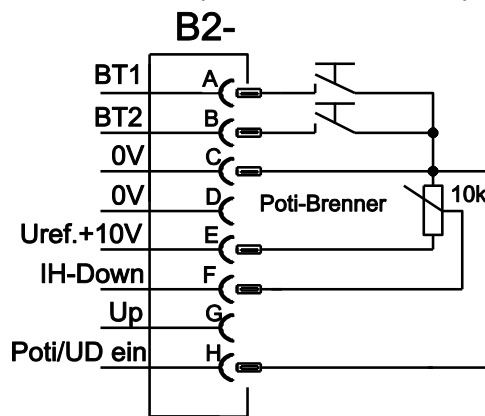 B2-
BT1 A
BT2 B
0V C
0V D
Poti-Brenner 10k
Uref.+10V E
IH-Down F
Up G
Poti/UD ein H